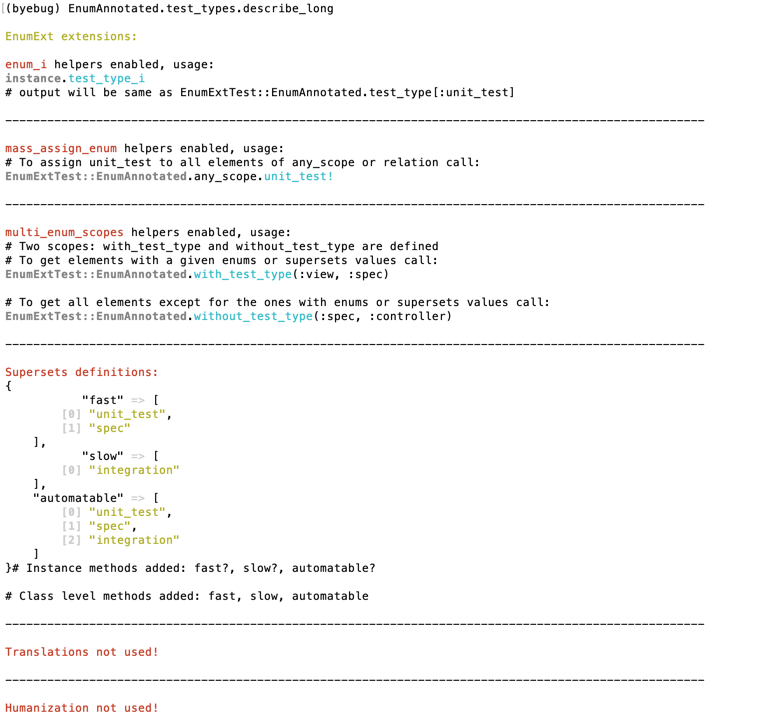 (byebug) EnumAnnotated.test_types.describe_long
EnumExt extensions:
enum_i helpers enabled, usage:
instance.test_type_i
# output will be same as EnumExtTest::EnumAnnotated.test_type[:unit_test]
----------------------------------------------------------------------------------------------------
mass_assign_enum helpers enabled, usage:
# To assign unit_test to all elements of any_scope or relation call:
EnumExtTest::EnumAnnotated.any_scope.unit_test!
----------------------------------------------------------------------------------------------------
multi_enum_scopes helpers enabled, usage:
# Two scopes: with_test_type and without_test_type are defined
# To get elements with a given enums or supersets values call:
EnumExtTest::EnumAnnotated.with_test_type(:view, :spec)
# To get all elements except for the ones with enums or supersets values call:
EnumExtTest::EnumAnnotated.without_test_type(:spec, :controller)
----------------------------------------------------------------------------------------------------
Supersets definitions:
{
"fast" => [
[0] "unit_test",
[1] "spec"
],
"slow" => [
[0] "integration"
],
"automatable" => [
[0] "unit_test",
[1] "spec",
[2] "integration"
]
}# Instance methods added: fast?, slow?, automatable?
# Class level methods added: fast, slow, automatable
----------------------------------------------------------------------------------------------------
Translations not used!
----------------------------------------------------------------------------------------------------
Humanization not used!